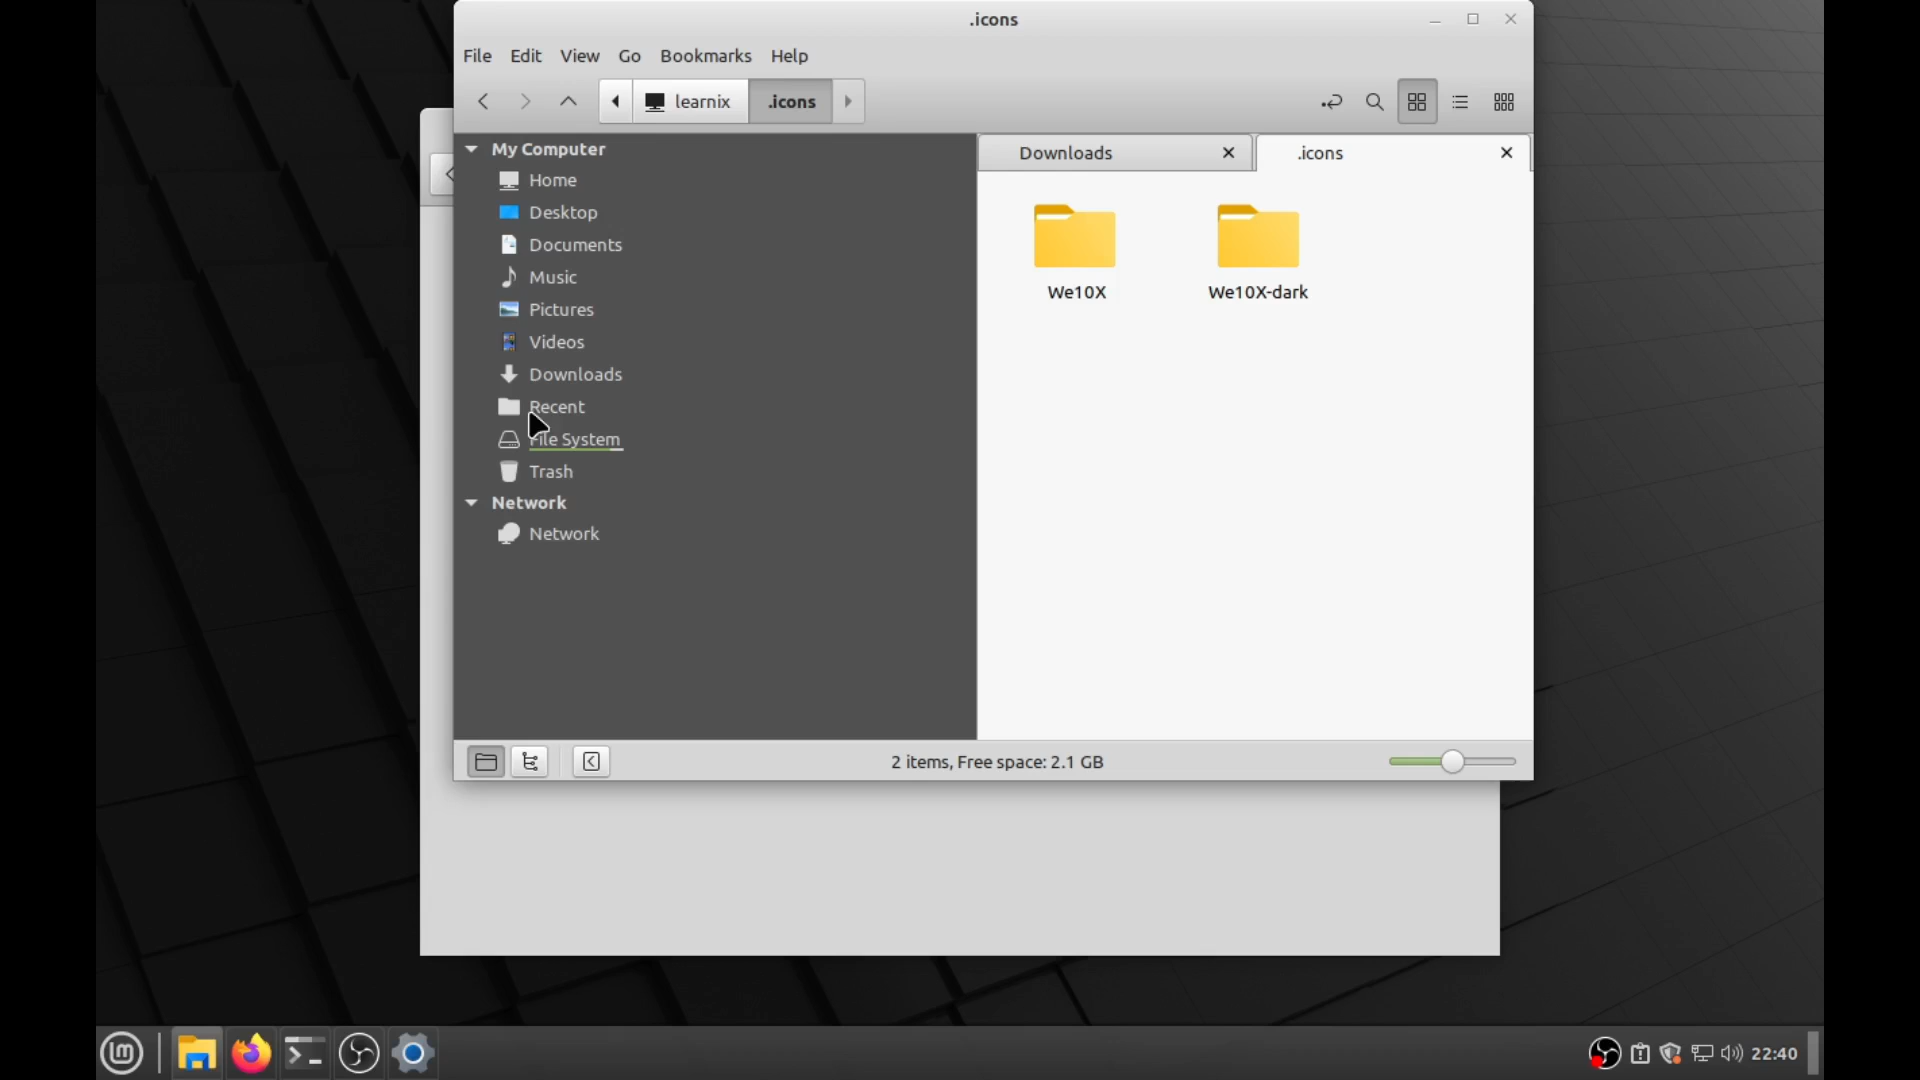 .icons
File Edit View Go Bookmarks Help
learnix .icons
My Computer
Home
Desktop
Documents
Music
Pictures
Videos
Downloads
Recent
File System
Trash
Network
Network
Downloads .icons
We10X We10X-dark
2 items, Free space: 2.1 GB
22:40